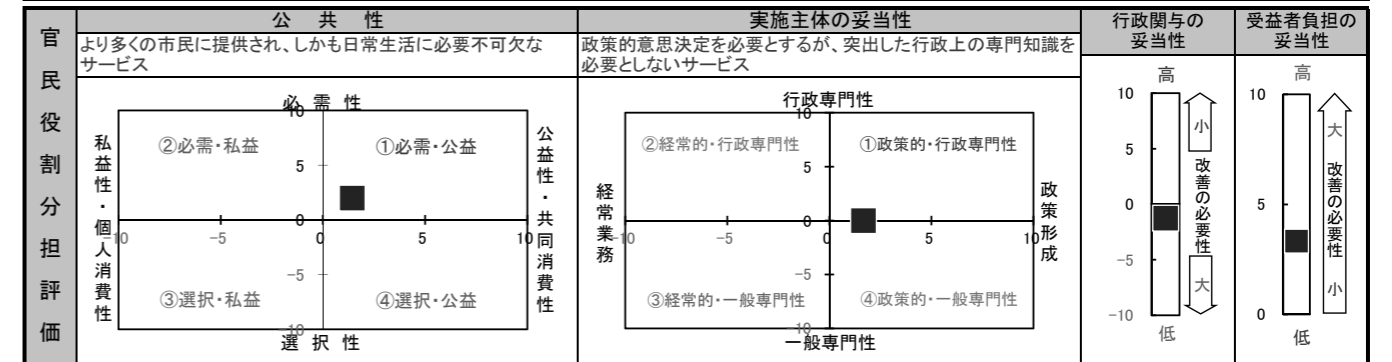 官民役割分担評価
公 共 性
より多くの市民に提供され、しかも日常生活に必要不可欠な
サービス
必 需 性
10
②必需・私益
①必需・公益
5
私益性・個人消費性
公益性・共同消費性
0
-10
-5
0
5
10
-5
③選択・私益
④選択・公益
-10
選 択 性
実施主体の妥当性
政策的意思決定を必要とするが、突出した行政上の専門知識を
必要としないサービス
行政専門性
10
②経常的・行政専門性
①政策的・行政専門性
5
経常業務
政策形成
0
-10
-5
0
5
10
-5
③経常的・一般専門性
④政策的・一般専門性
-10
一般専門性
行政関与の
妥当性
高
10
5
0
-5
-10
低
小
改善の必要性
大
受益者負担の
妥当性
高
10
5
0
低
大
改善の必要性
小